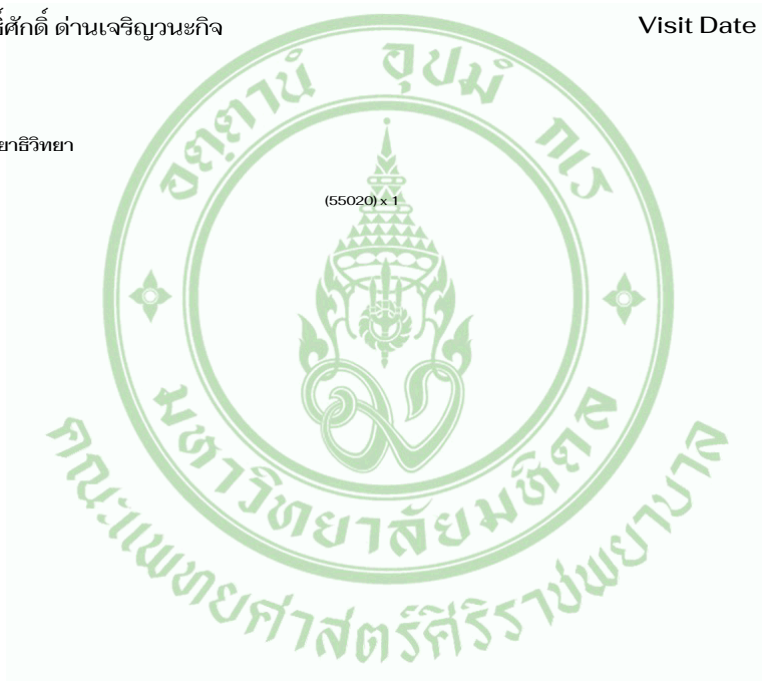 ธิ์ศักดิ์ ด่านเจริญวนะกิจ Visit Date
ยาธิวิทยา
(55020) x 1
อตฺตานํ อุปมํ กเร
มหาวิทยาลัยมหิดล
คณะแพทยศาสตร์ศิริราชพยาบาล